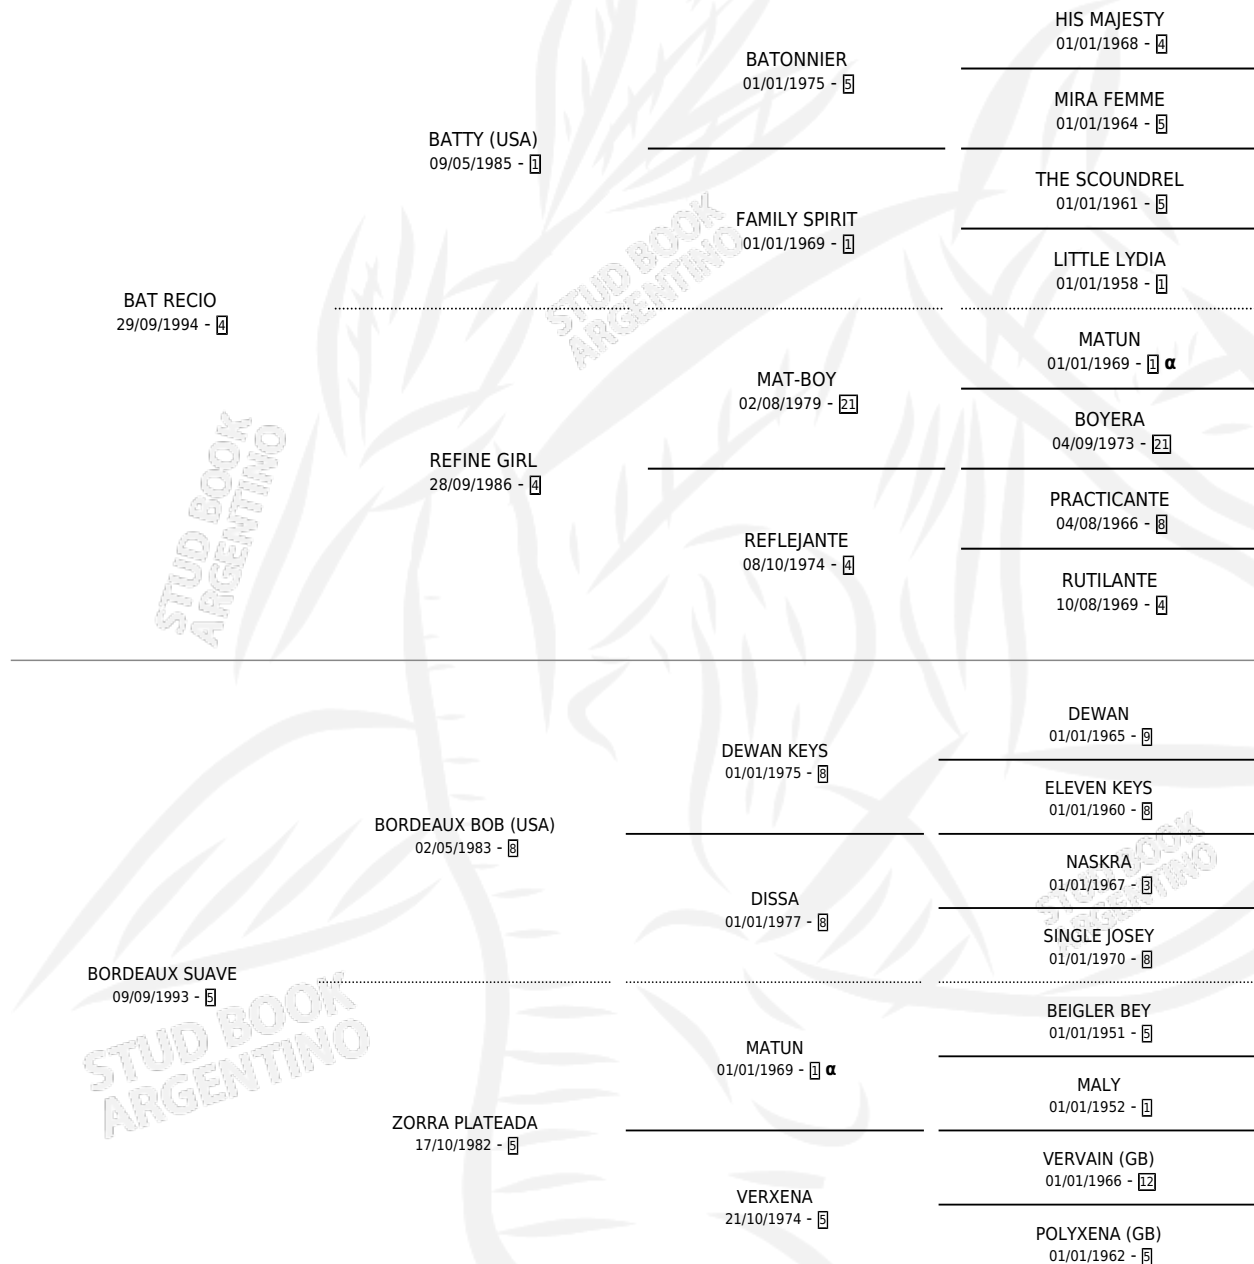 HIS MAJESTY
01/01/1968 - 4
BATONNIER
01/01/1975 - 5
MIRA FEMME
01/01/1964 - 5
BATTY (USA)
09/05/1985 - 1
THE SCOUNDREL
01/01/1961 - 5
FAMILY SPIRIT
01/01/1969 - 1
LITTLE LYDIA
01/01/1958 - 1
BAT RECIO
29/09/1994 - 4
MATUN
01/01/1969 - 1 α
MAT-BOY
02/08/1979 - 21
BOYERA
04/09/1973 - 21
REFINE GIRL
28/09/1986 - 4
PRACTICANTE
04/08/1966 - 8
REFLEJANTE
08/10/1974 - 4
RUTILANTE
10/08/1969 - 4
DEWAN
01/01/1965 - 9
DEWAN KEYS
01/01/1975 - 8
ELEVEN KEYS
01/01/1960 - 8
BORDEAUX BOB (USA)
02/05/1983 - 8
NASKRA
01/01/1967 - 3
DISSA
01/01/1977 - 8
SINGLE JOSEY
01/01/1970 - 8
BORDEAUX SUAVE
09/09/1993 - 5
BEIGLER BEY
01/01/1951 - 5
MATUN
01/01/1969 - 1 α
MALY
01/01/1952 - 1
ZORRA PLATEADA
17/10/1982 - 5
VERVAIN (GB)
01/01/1966 - 12
VERXENA
21/10/1974 - 5
POLYXENA (GB)
01/01/1962 - 5
STUD BOOK
ARGENTINO
STUD BOOK
ARGENTINO
STUD BOOK
ARGENTINO
STUD BOOK
ARGENTINO